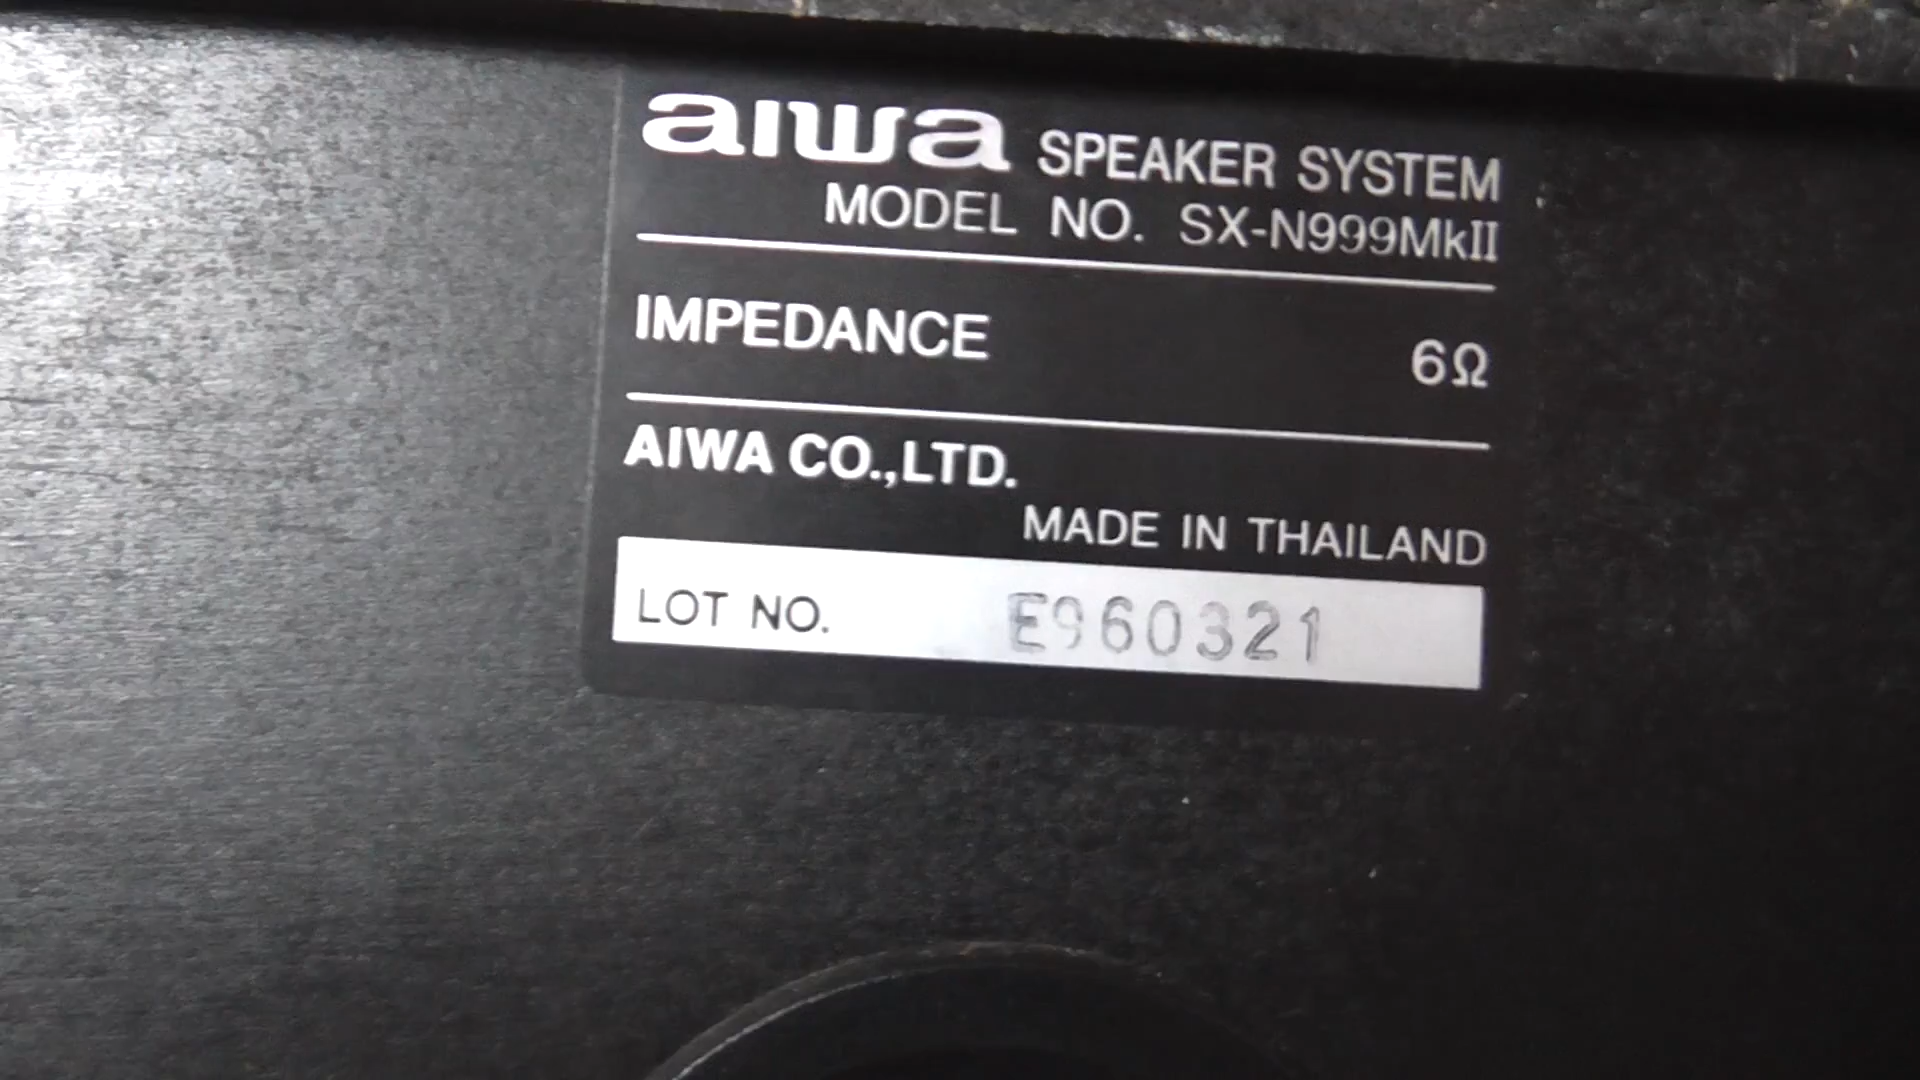 aiwa SPEAKER SYSTEM
MODEL NO. SX-N999MkII
IMPEDANCE 6Ω
AIWA CO.,LTD.
MADE IN THAILAND
LOT NO. E960321